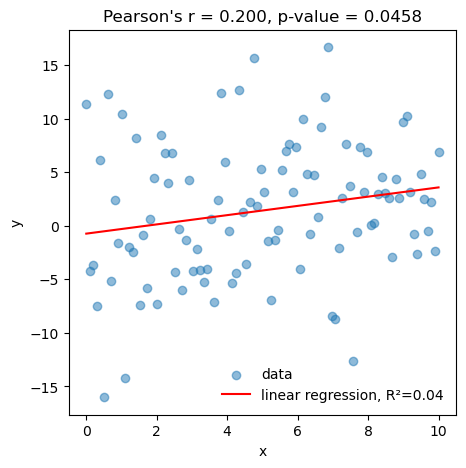 Pearson's r = 0.200, p-value = 0.0458
y
15
10
5
0
−5
−10
−15
data
linear regression, R²=0.04
0
2
4
6
8
10
x